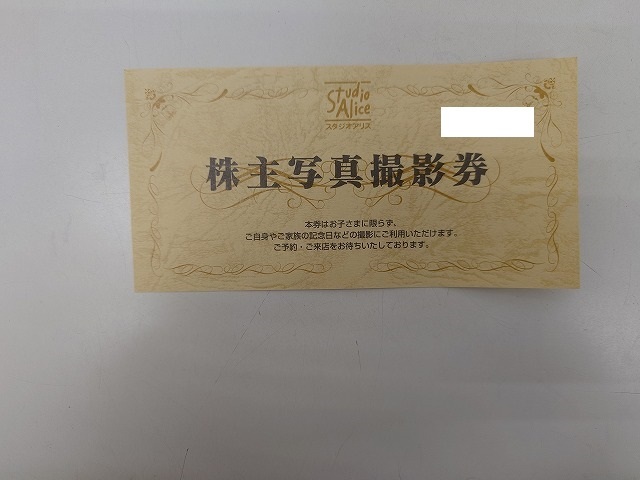 Studio
Alice
スタジオアリス
株主写真撮影券
本券はお子さまに限らず、
ご自身やご家族の記念日などの撮影にご利用いただけます。
ご予約・ご来店をお待ちいたしております。